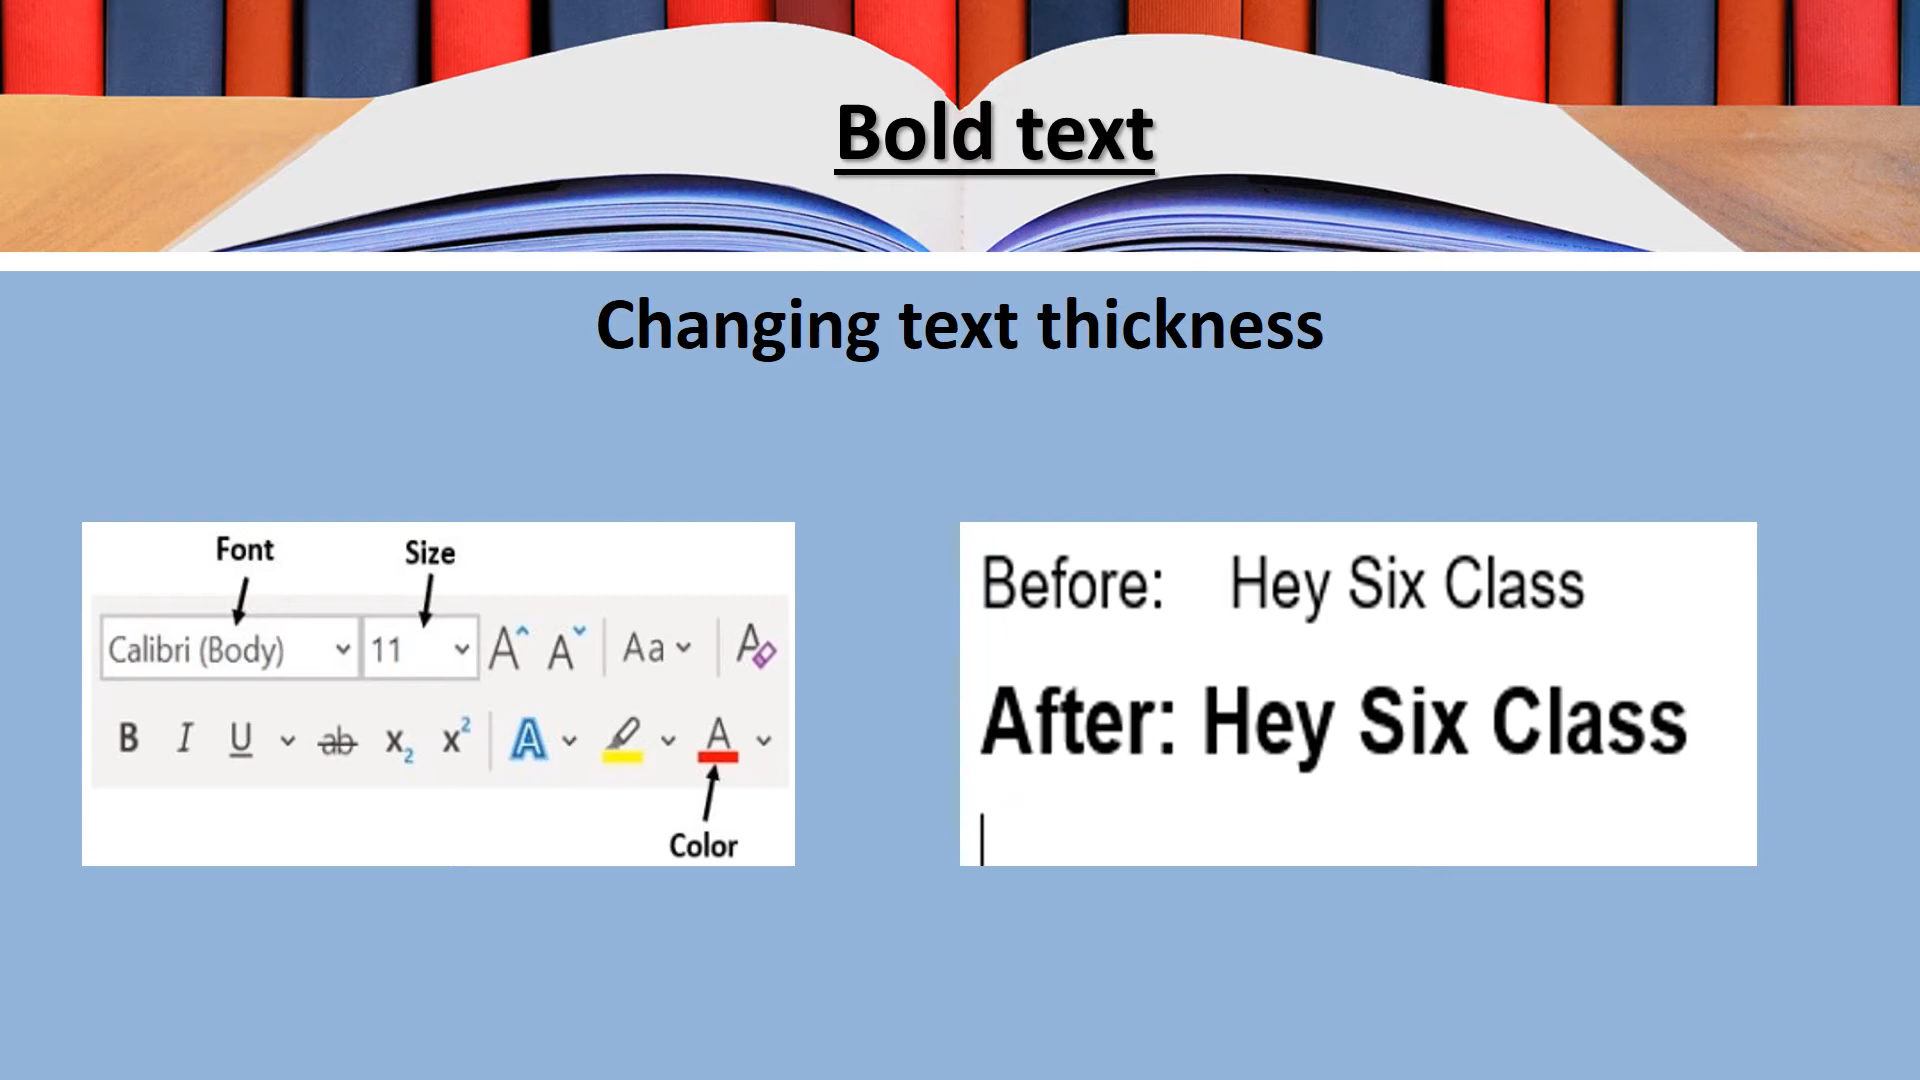 Bold text
Changing text thickness
Font Size
Calibri (Body) 11 A A Aa A
B I U ab x2 x2 A A
Color
Before: Hey Six Class
After: Hey Six Class